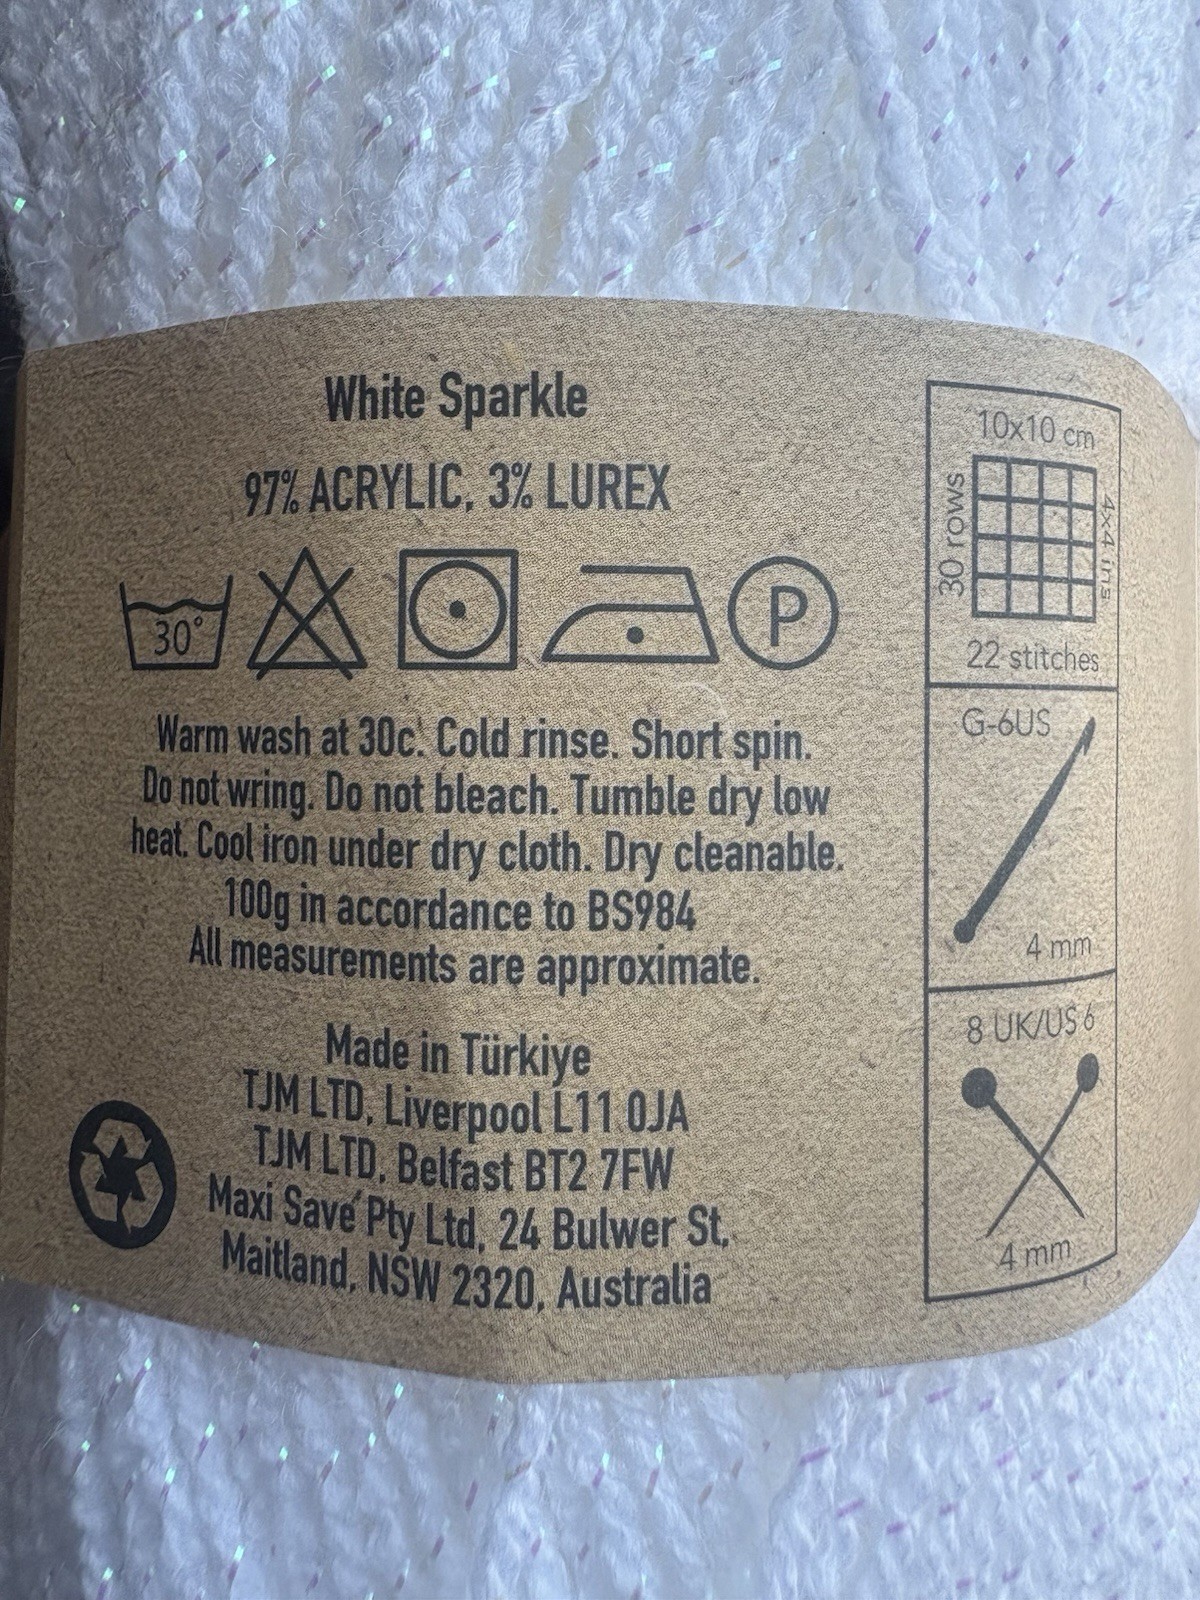 White Sparkle
97% ACRYLIC, 3% LUREX
30°
P
Warm wash at 30c. Cold rinse. Short spin.
Do not wring. Do not bleach. Tumble dry low
heat. Cool iron under dry cloth. Dry cleanable.
100g in accordance to BS984
All measurements are approximate.
Made in Türkiye
TJM LTD, Liverpool L11 0JA
TJM LTD, Belfast BT2 7FW
Maxi Save Pty Ltd, 24 Bulwer St,
Maitland, NSW 2320, Australia
10x10 cm
30 rows
4x4 ins
22 stitches
G-6US
4 mm
8 UK/US 6
4 mm